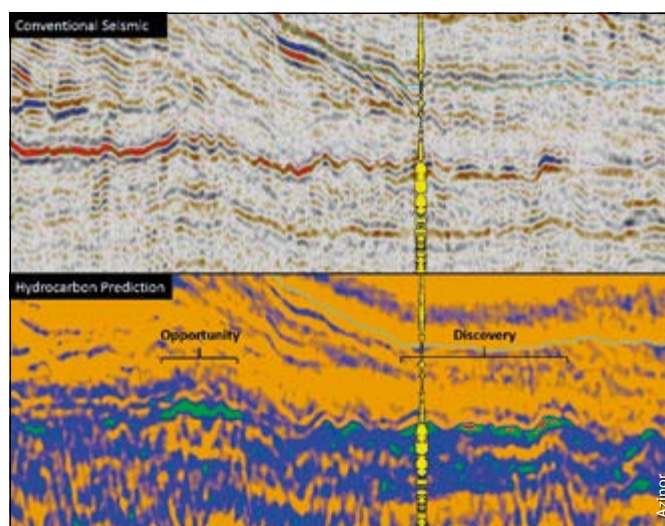 Conventional Seismic
Hydrocarbon Prediction
Opportunity
Discovery
Azinor